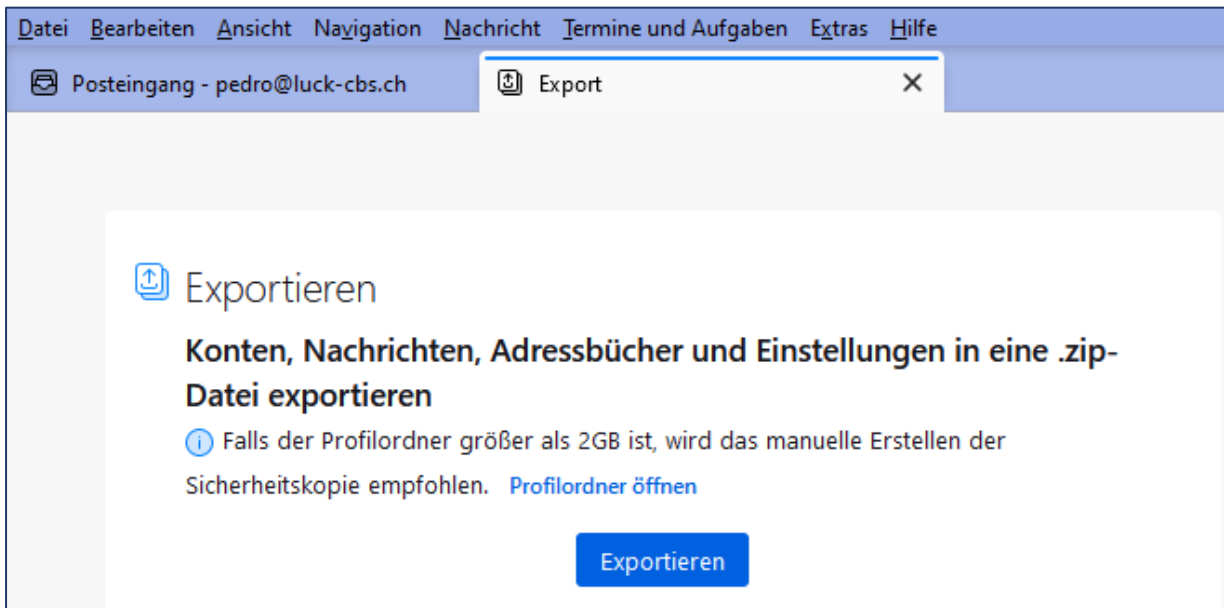 Datei Bearbeiten Ansicht Navigation Nachricht Termine und Aufgaben Extras Hilfe
Posteingang - pedro@luck-cbs.ch Export
Exportieren
Konten, Nachrichten, Adressbücher und Einstellungen in eine .zip-
Datei exportieren
Falls der Profilordner größer als 2GB ist, wird das manuelle Erstellen der
Sicherheitskopie empfohlen. Profilordner öffnen
Exportieren